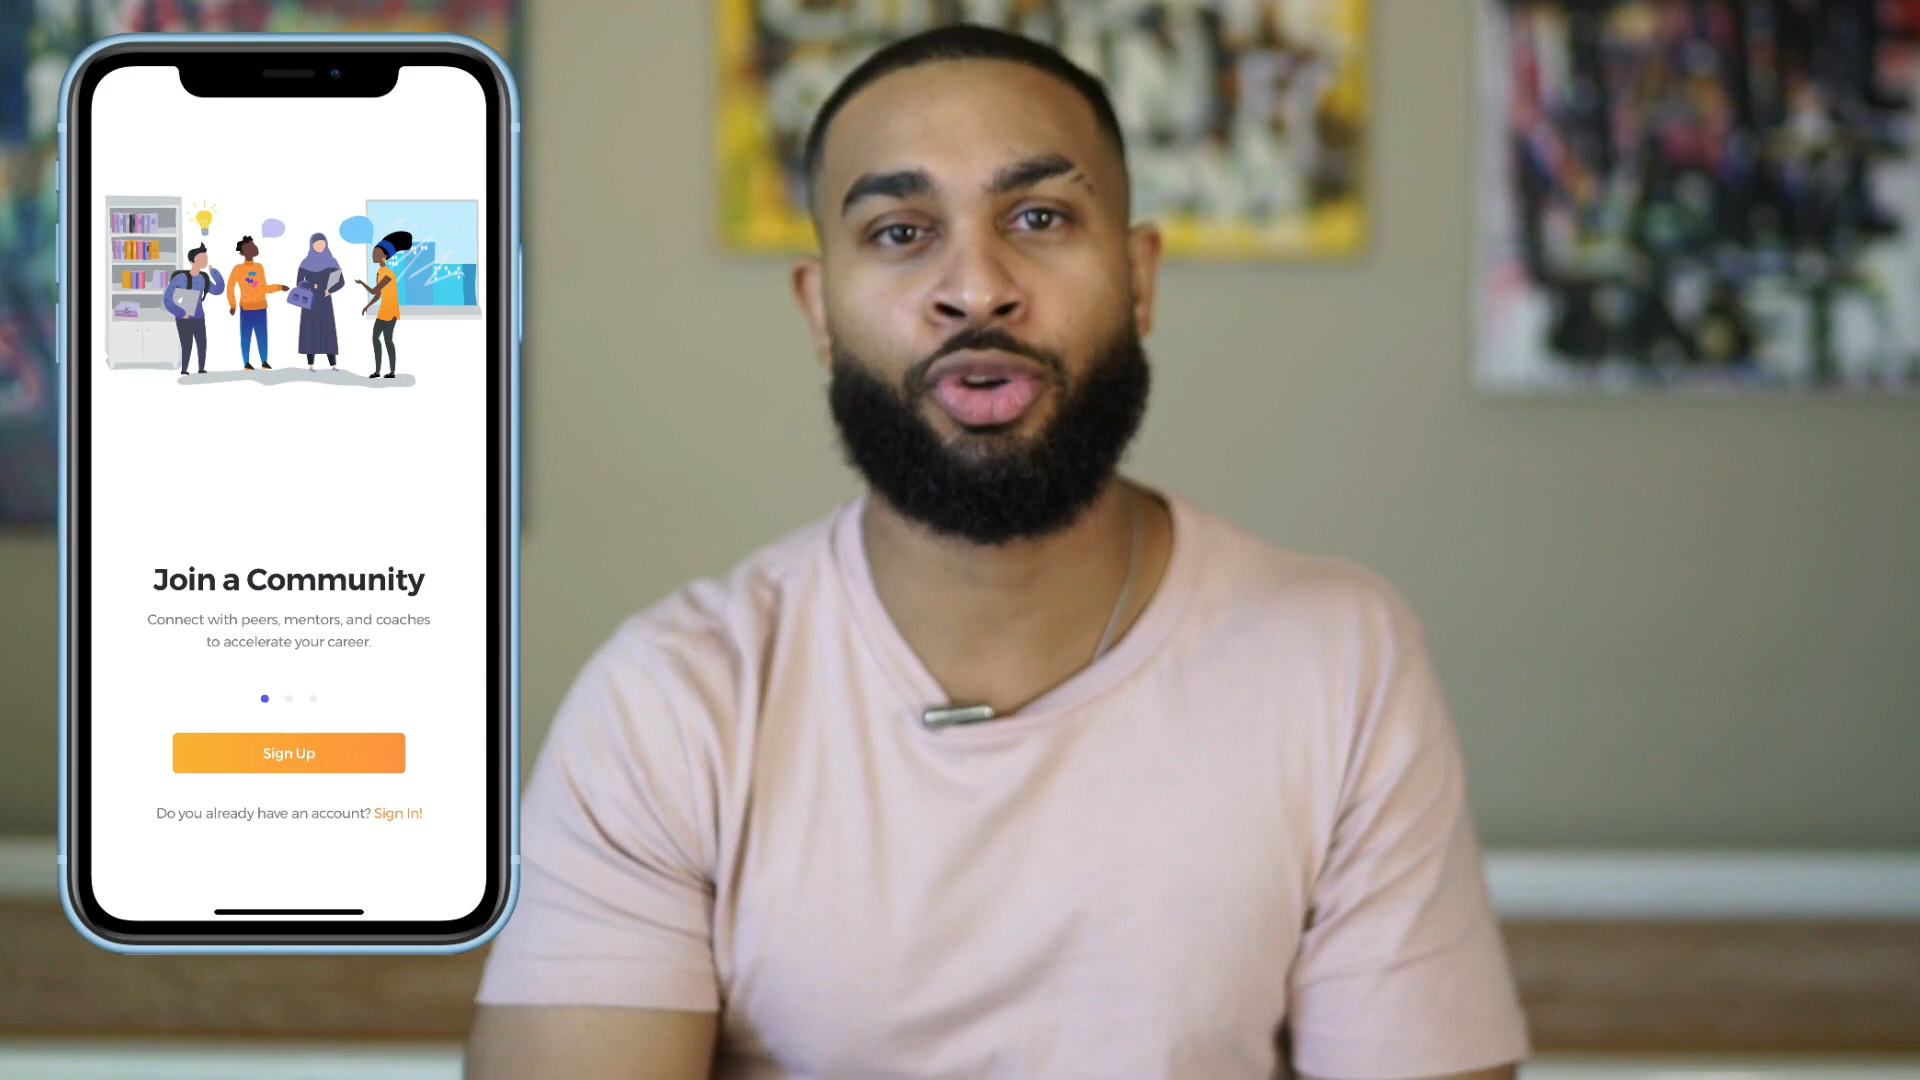 Join a Community
Connect with peers, mentors, and coaches
to accelerate your career.
Sign Up
Do you already have an account? Sign In!